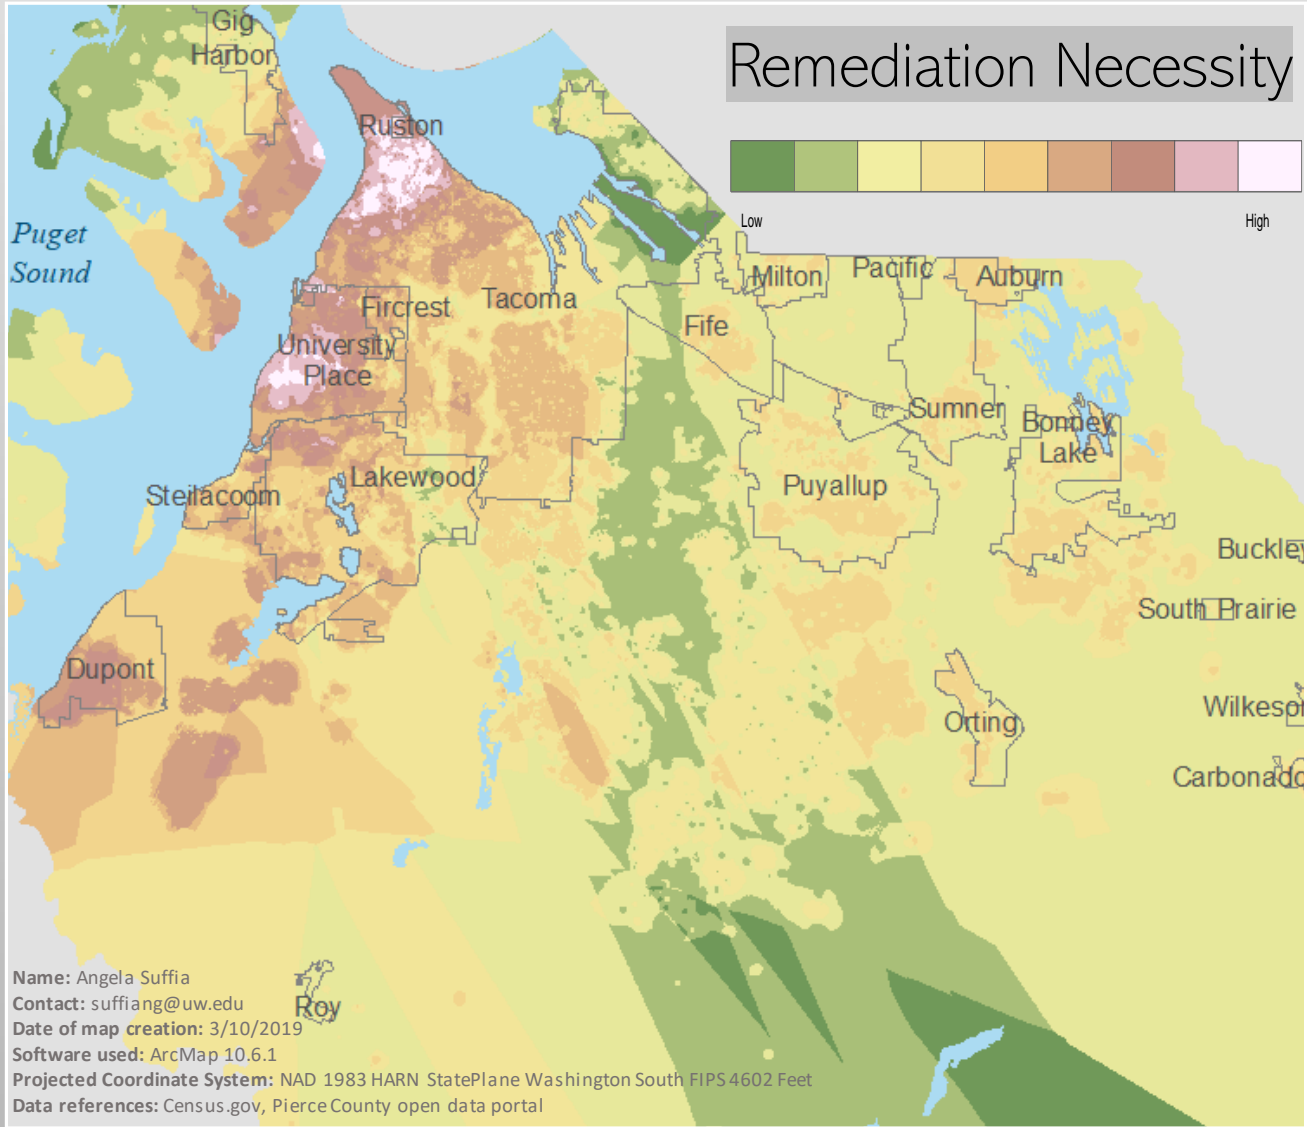 Remediation Necessity
Low
High
Gig
Harbor
Ruston
Puget
Sound
Milton
Pacific
Auburn
Fircrest
Tacoma
Fife
University
Place
Sumner
Bonney
Lake
Lakewood
Puyallup
Steilacoom
Buckley
South Prairie
Dupont
Orting
Wilkeson
Carbonado
Roy
Name: Angela Suffia
Contact: suffiang@uw.edu
Date of map creation: 3/10/2019
Software used: ArcMap 10.6.1
Projected Coordinate System: NAD 1983 HARN StatePlane Washington South FIPS 4602 Feet
Data references: Census.gov, Pierce County open data portal